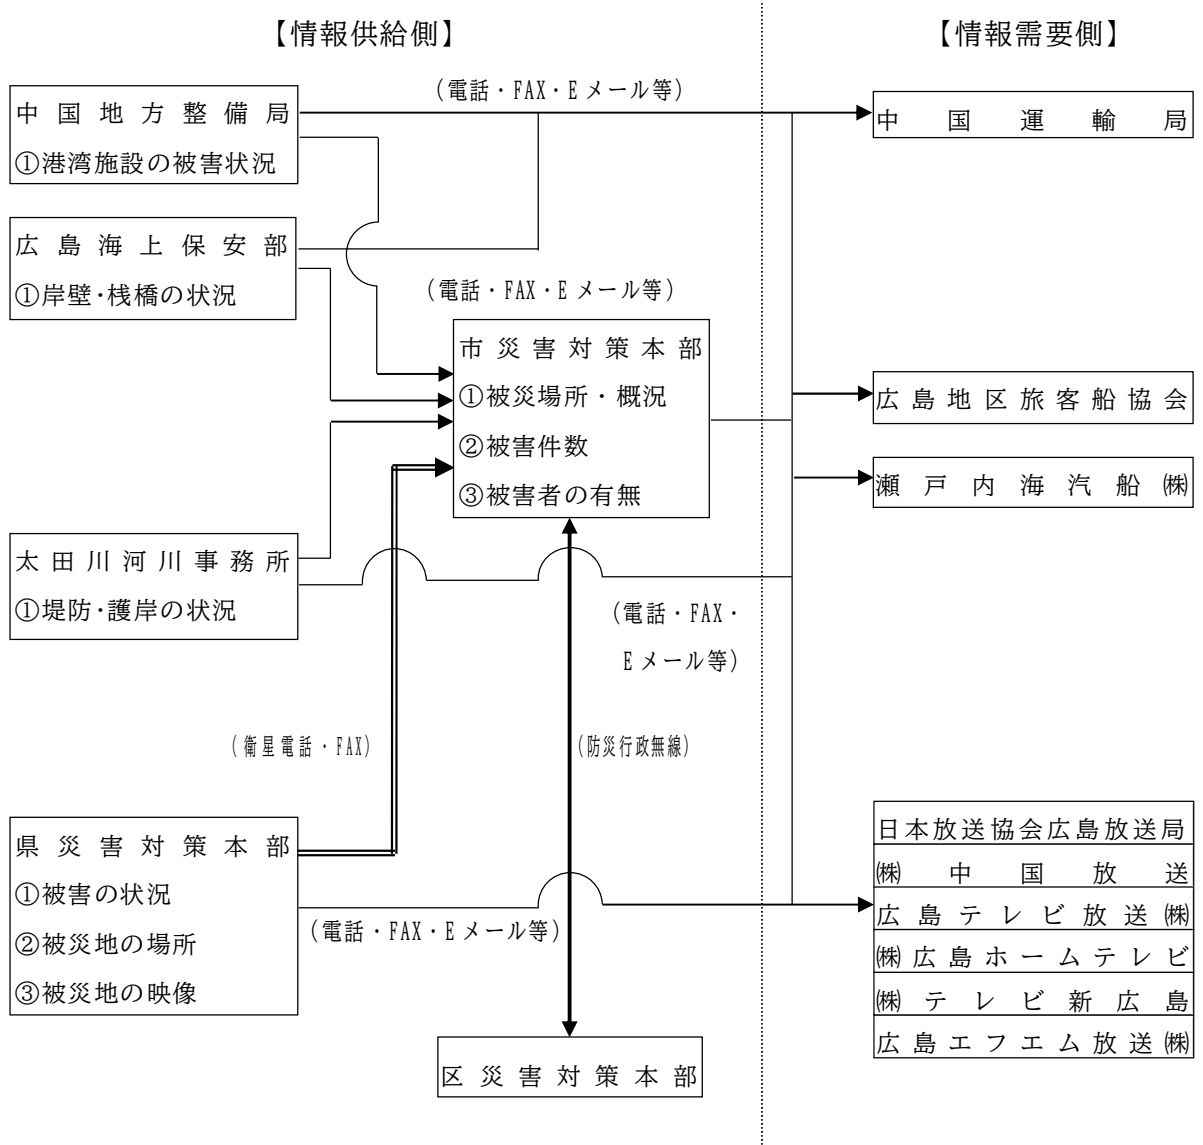 【情報供給側】
【情報需要側】
(電話・FAX・Eメール等)
中国地方整備局
①港湾施設の被害状況
中国運輸局
広島海上保安部
①岸壁・桟橋の状況
(電話・FAX・Eメール等)
市災害対策本部
①被災場所・概況
②被害件数
③被害者の有無
広島地区旅客船協会
瀬戸内海汽船㈱
太田川河川事務所
①堤防・護岸の状況
(電話・FAX・
Eメール等)
(衛星電話・FAX)
(防災行政無線)
県災害対策本部
①被害の状況
②被災地の場所
③被災地の映像
(電話・FAX・Eメール等)
日本放送協会広島放送局
㈱中国放送
広島テレビ放送㈱
㈱広島ホームテレビ
㈱テレビ新広島
広島エフエム放送㈱
区災害対策本部